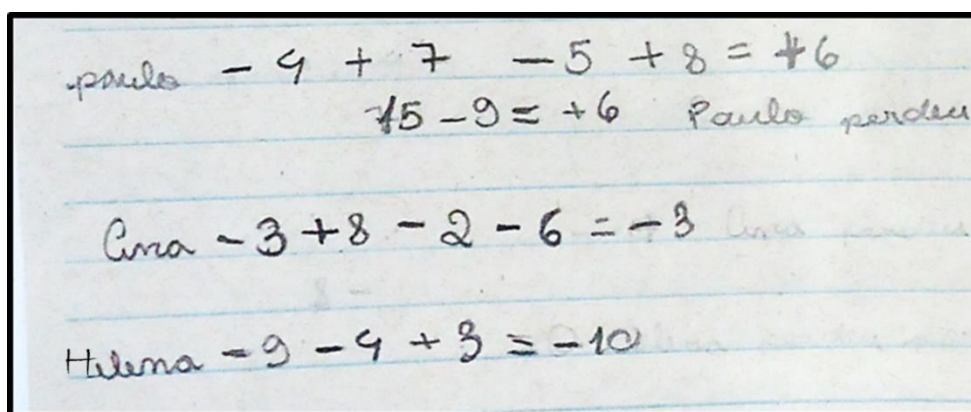 paulo - 4 + 7 - 5 + 8 = +6
15 - 9 = +6 Paulo perdeu
Ana - 3 + 8 - 2 - 6 = -3
Helena - 9 - 4 + 3 = -10